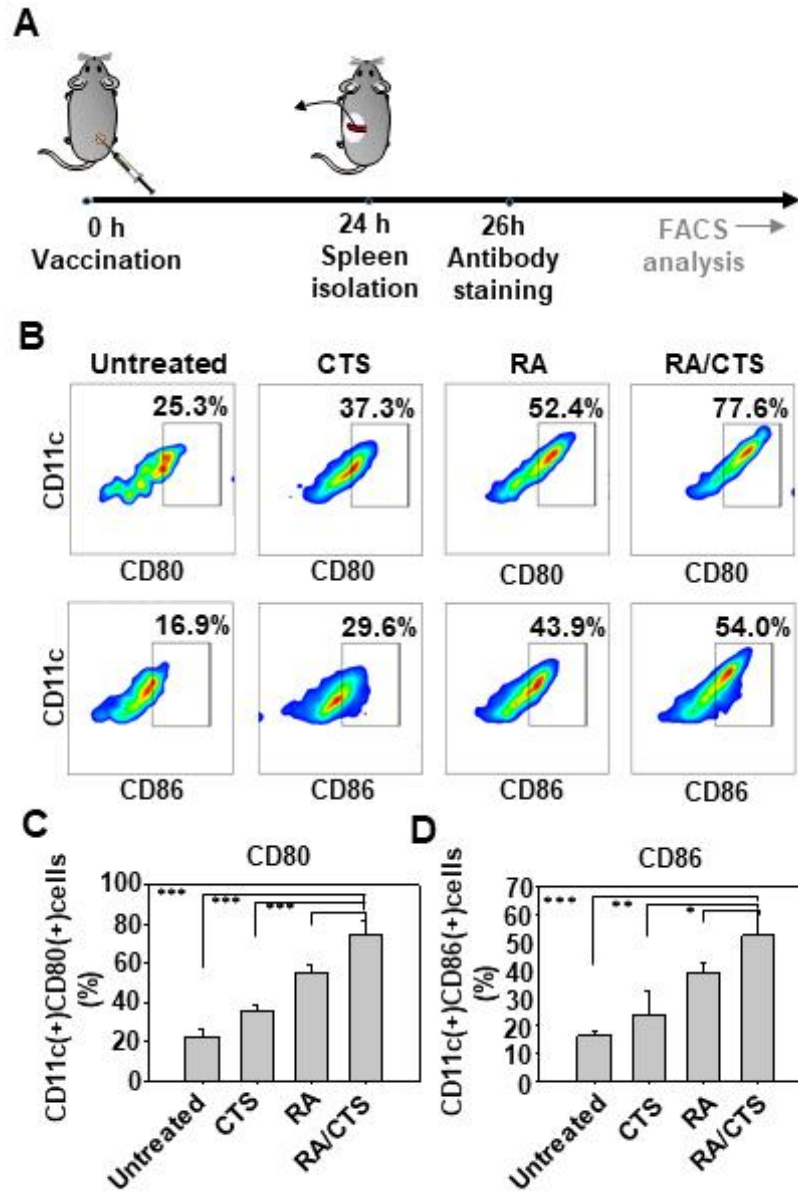 A
0 h
Vaccination
24 h
Spleen
isolation
26h
Antibody
staining
FACS
analysis
B
Untreated
CTS
RA
RA/CTS
25.3%
37.3%
52.4%
77.6%
CD11c
CD80
CD80
CD80
CD80
16.9%
29.6%
43.9%
54.0%
CD11c
CD86
CD86
CD86
CD86
C
CD80
CD11c(+)CD80(+)cells
(%)
100
80
60
40
20
0
***
***
***
Untreated
CTS
RA
RA/CTS
D
CD86
CD11c(+)CD86(+)cells
(%)
70
60
50
40
30
20
10
0
***
**
*
Untreated
CTS
RA
RA/CTS